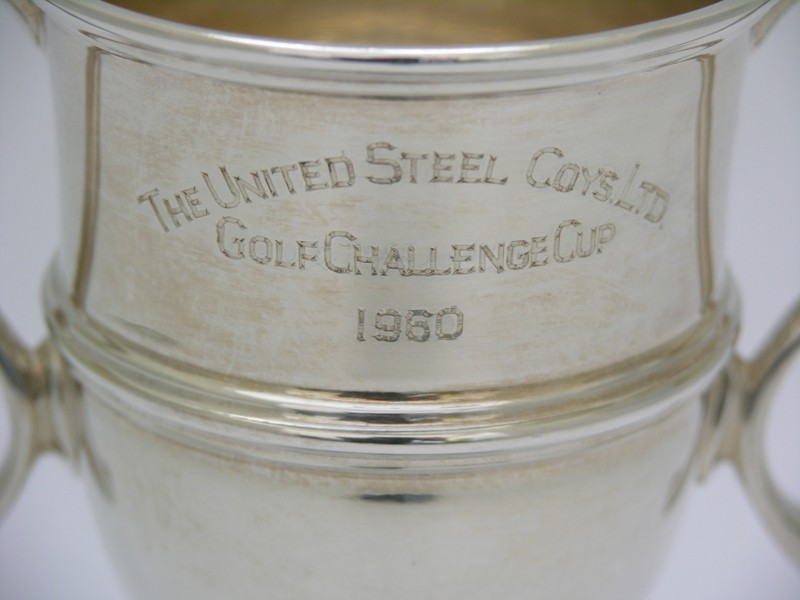 The United Steel Coys. Ltd.
Golf Challenge Cup
1960